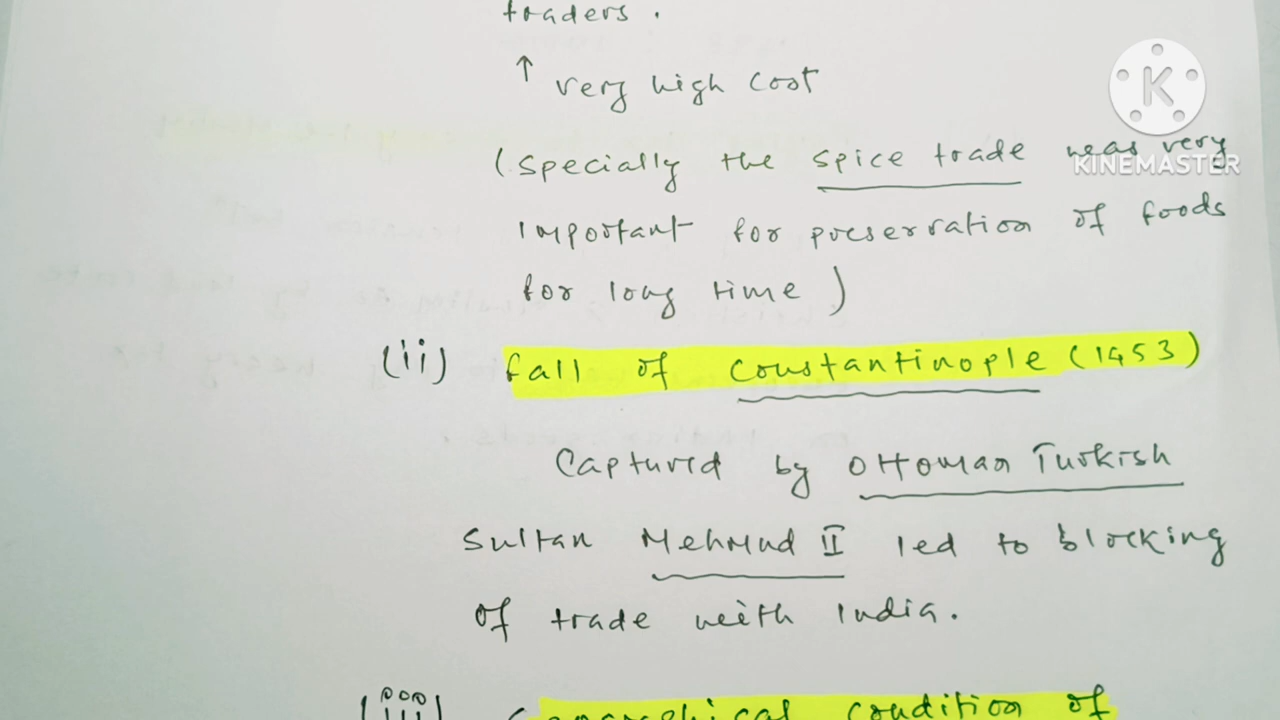 traders.
↑ very high cost
KINEMASTER
(Specially the spice trade was very
important for preservation of foods
for long time)
(ii) fall of Constantinople (1453)
Captured by Ottoman Turkish
Sultan Mehmud II led to blocking
of trade with India.
(iii) Geographical condition of